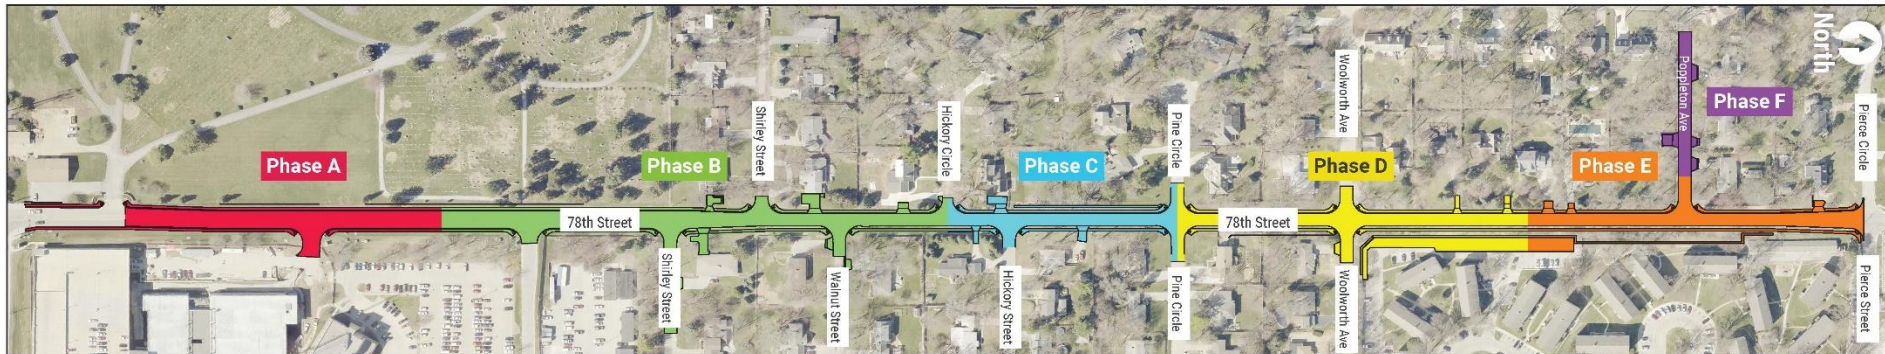 North
Poppleton Ave
Phase F
Pierce Circle
Woolworth Ave
Shirley Street
Hickory Circle
Pine Circle
Phase A
Phase B
Phase C
Phase D
Phase E
78th Street
78th Street
Shirley Street
Walnut Street
Hickory Street
Pine Circle
Woolworth Ave
Pierce Street